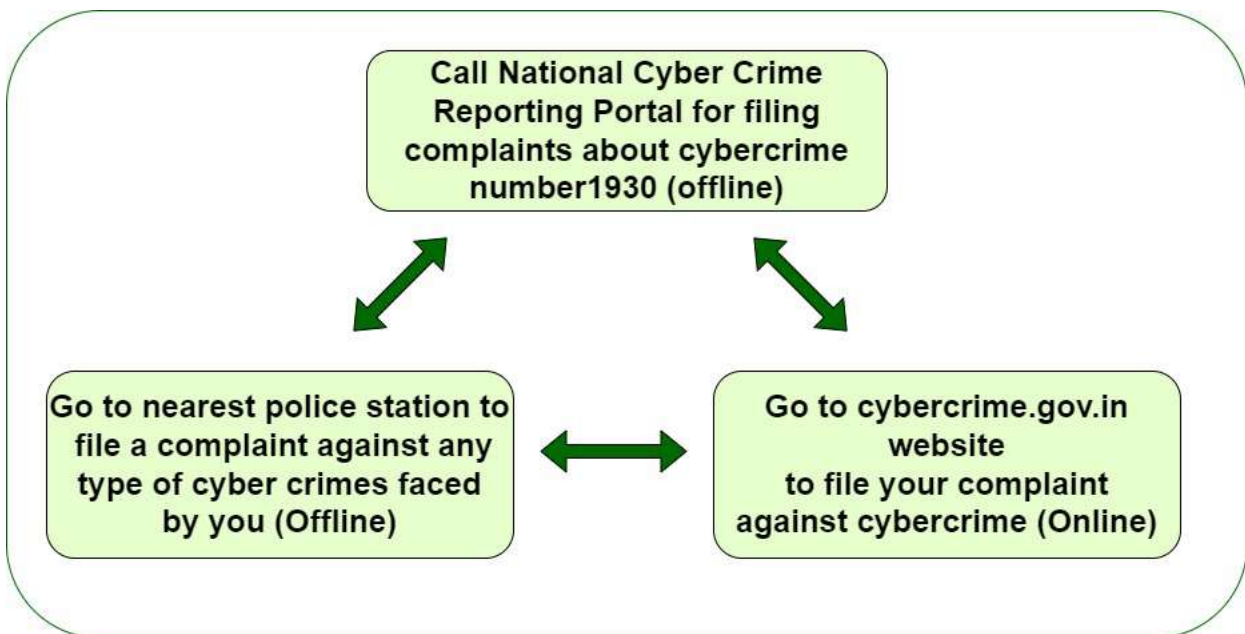 Call National Cyber Crime
Reporting Portal for filing
complaints about cybercrime
number1930 (offline)
Go to nearest police station to
file a complaint against any
type of cyber crimes faced
by you (Offline)
Go to cybercrime.gov.in
website
to file your complaint
against cybercrime (Online)